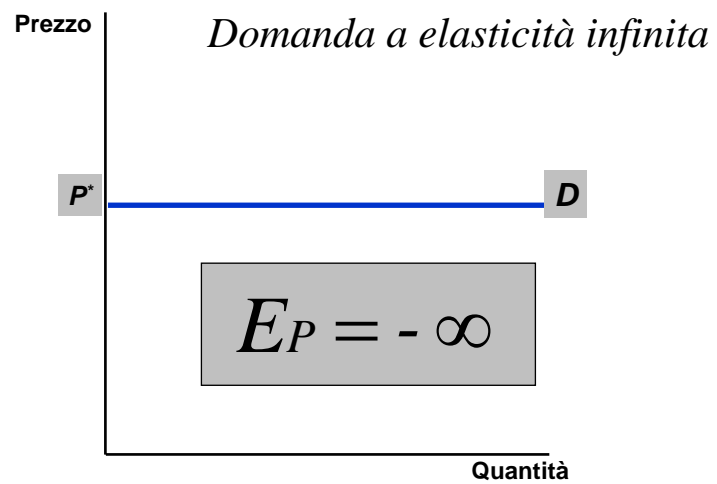 Prezzo
Domanda a elasticità infinita
P*
D
EP = - ∞
Quantità